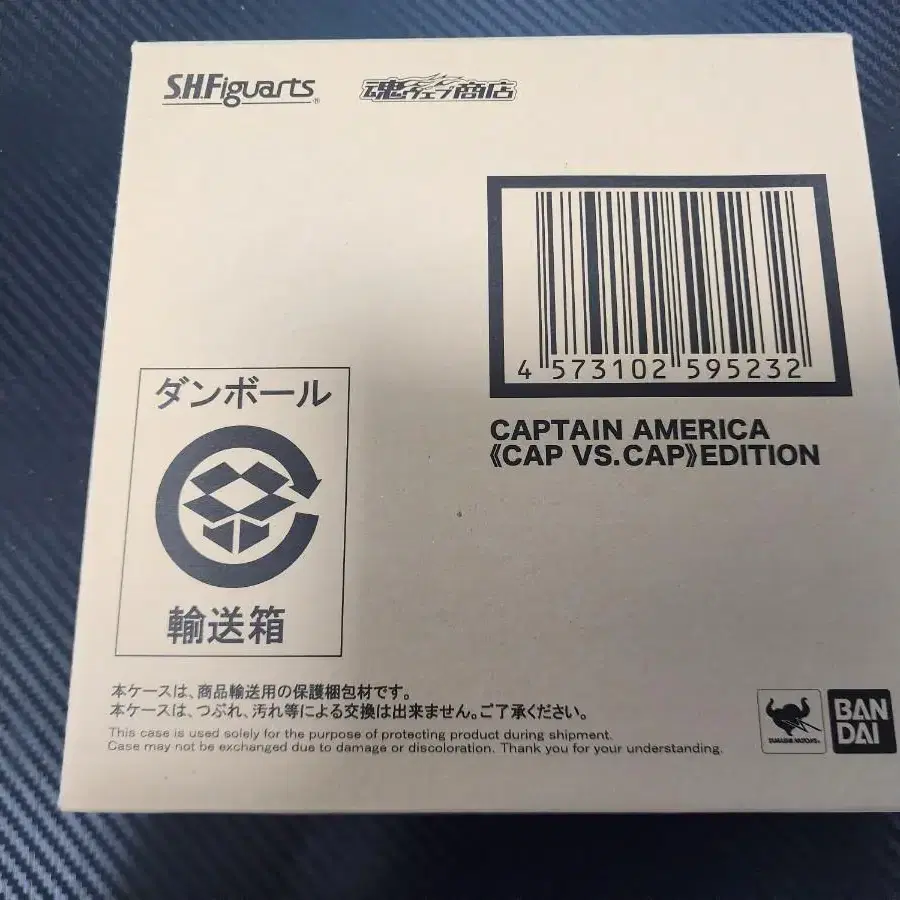 S.H.Figuarts®
魂ウェブ商店
4 573102 595232
CAPTAIN AMERICA
《CAP VS. CAP》EDITION
ダンボール
輸送箱
本ケースは、商品輸送用の保護梱包材です。
本ケースは、つぶれ、汚れ等による交換は出来ません。ご了承ください。
This case is used solely for the purpose of protecting product during shipment.
Case may not be exchanged due to damage or discoloration. Thank you for your understanding.
TAMASHII NATIONS
BAN
DAI